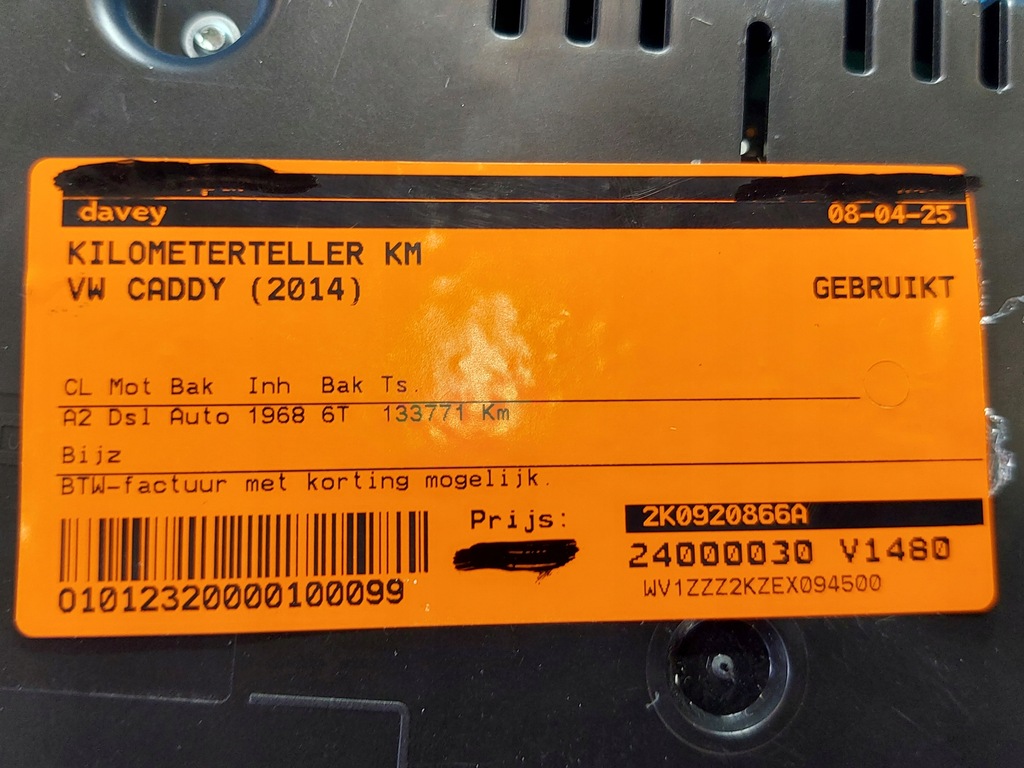 davey 08-04-25
KILOMETERTELLER KM
VW CADDY (2014) GEBRUIKT
CL Mot Bak Inh Bak Ts.
A2 Dsl Auto 1968 6T 133771 Km
Bijz
BTW-factuur met korting mogelijk.
Prijs: 2K0920866A
24000030 V1480
01012320000100099 WV1ZZZ2KZEX094500